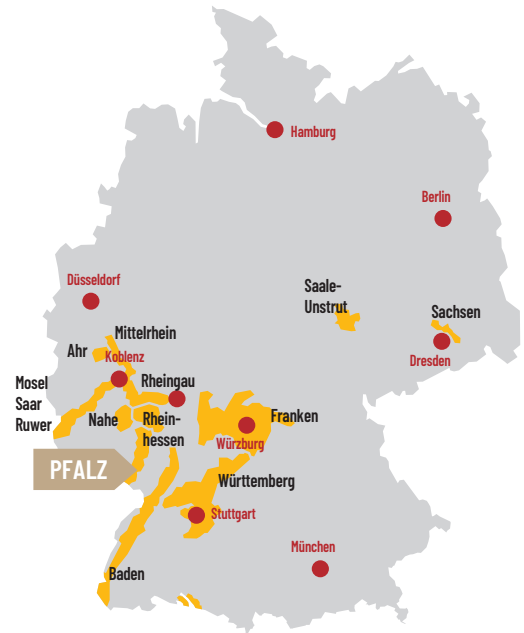 Hamburg
Berlin
Düsseldorf
Saale-
Unstrut
Sachsen
Dresden
Mittelrhein
Ahr
Koblenz
Rheingau
Mosel
Saar
Ruwer
Nahe
Rhein-
hessen
Franken
Würzburg
PFALZ
Württemberg
Stuttgart
München
Baden